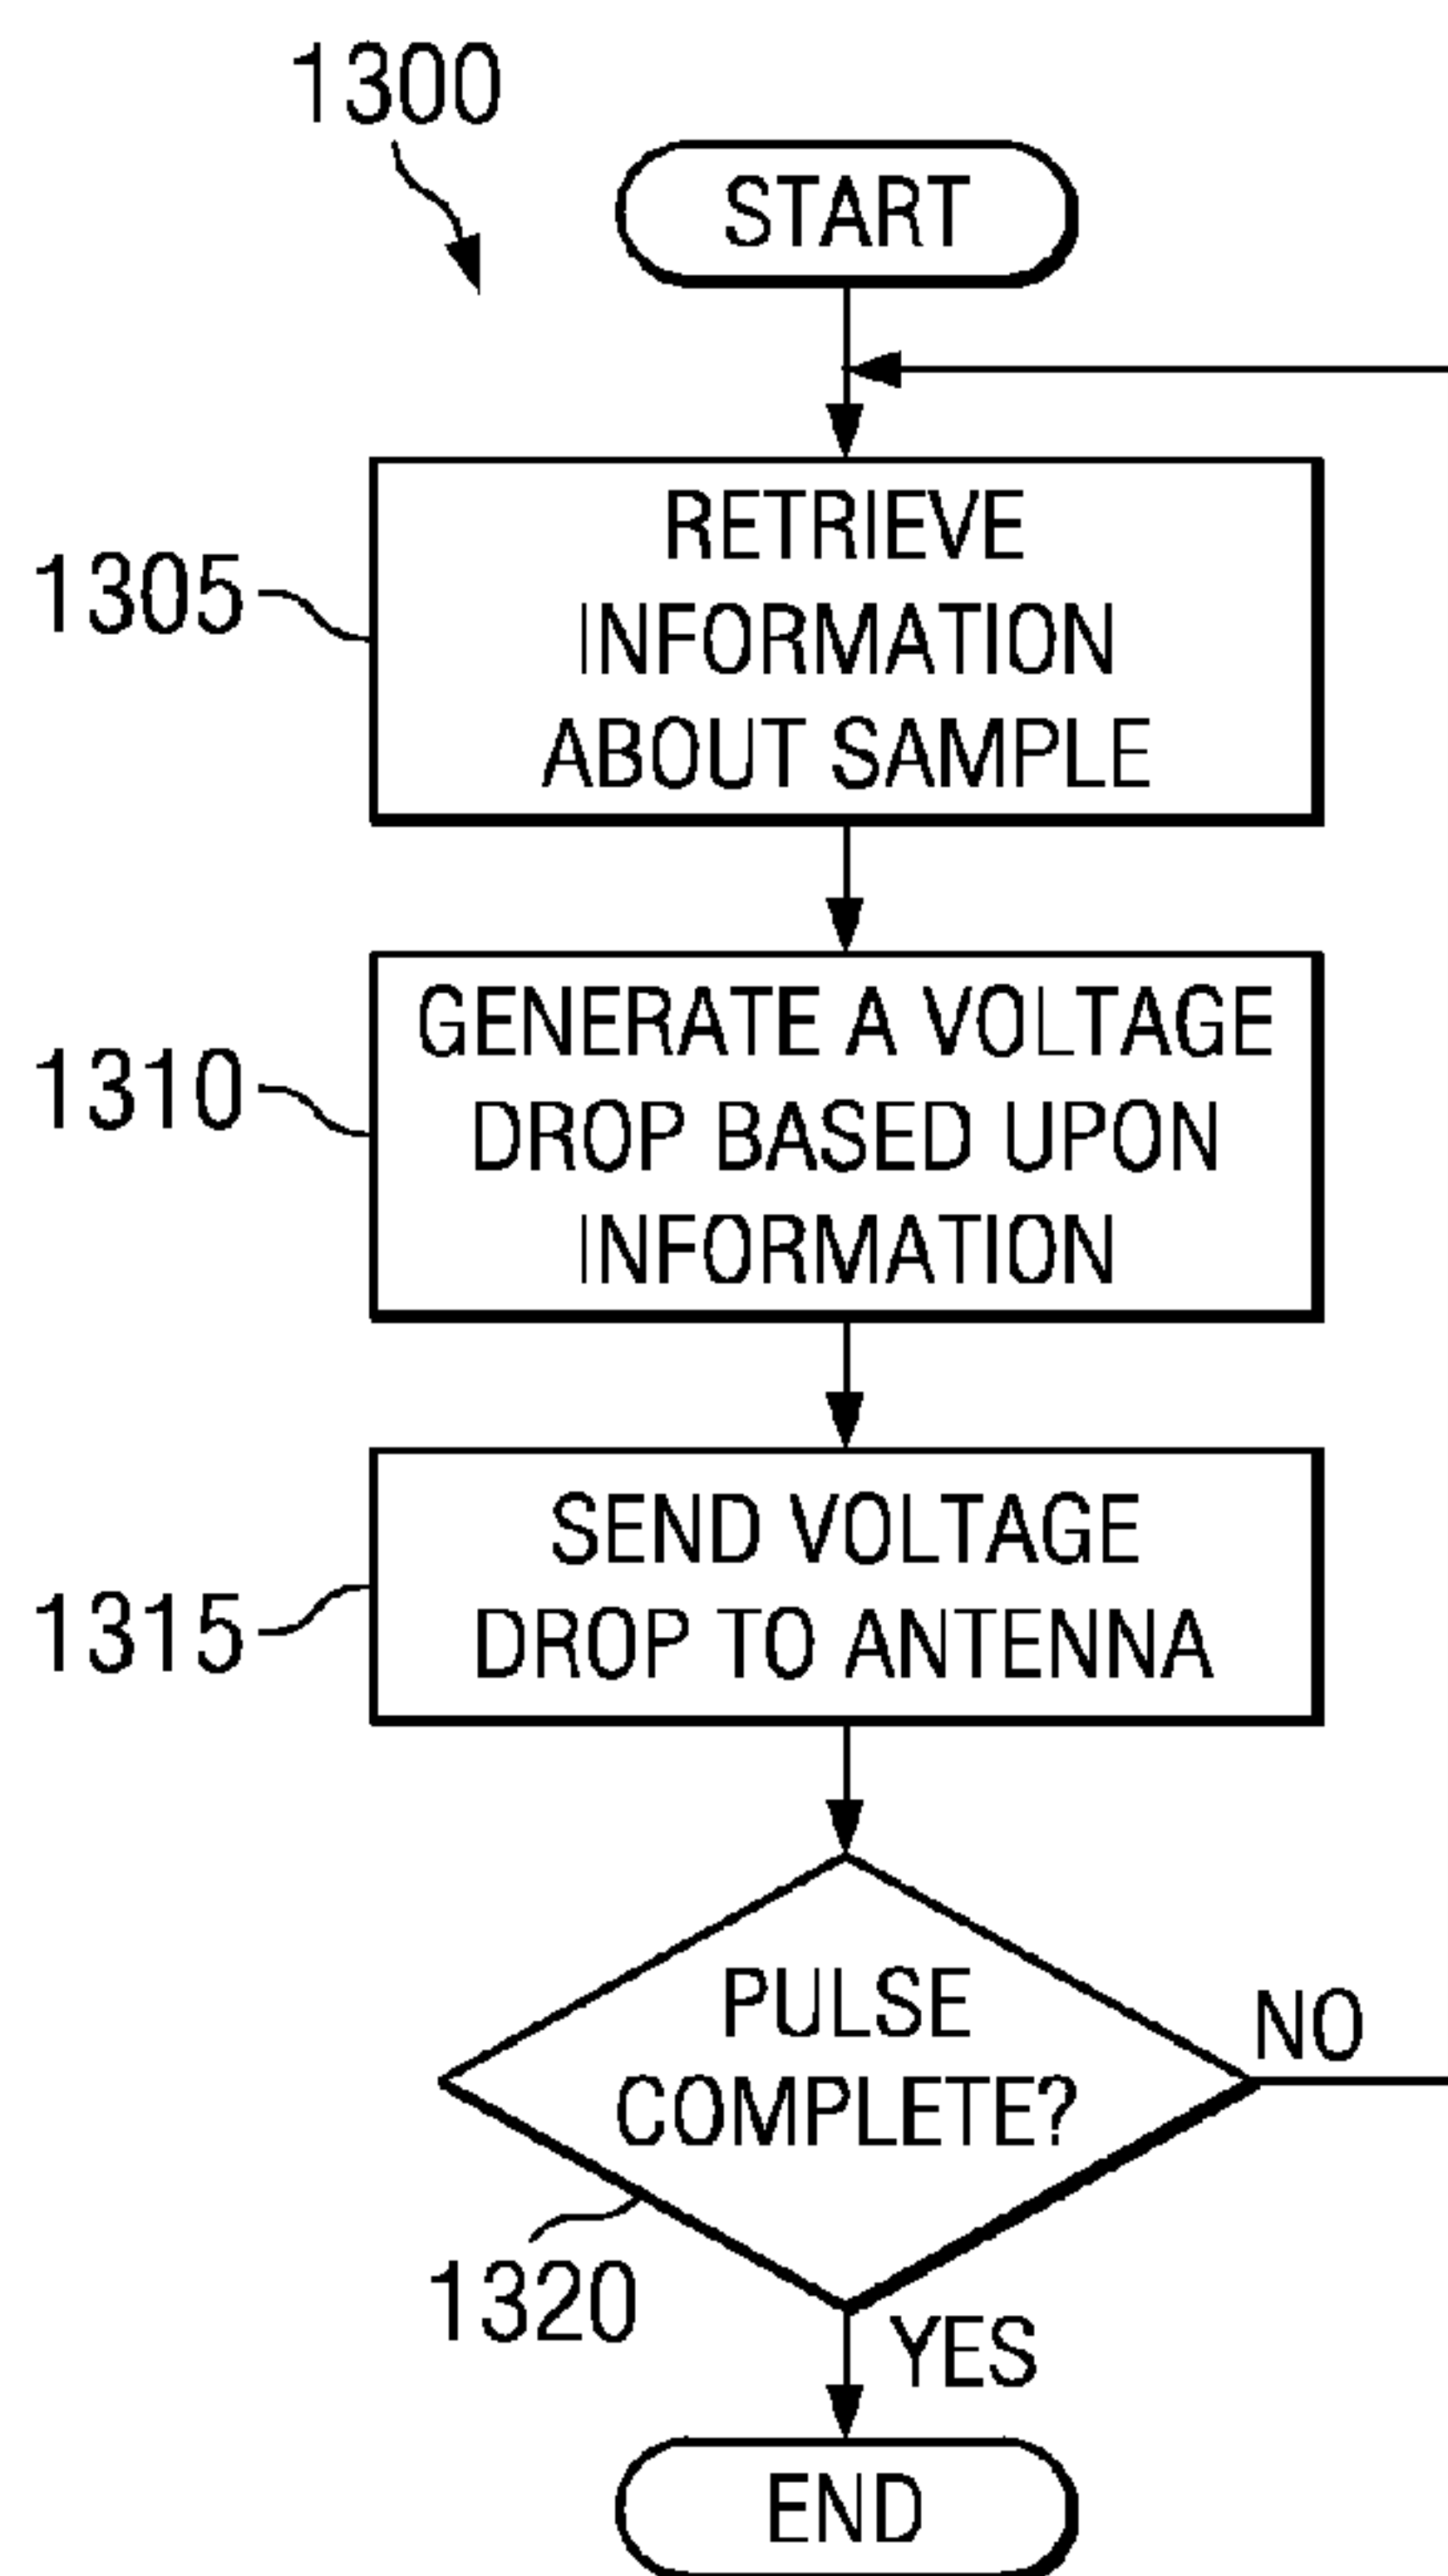 1300
START
1305
RETRIEVE
INFORMATION
ABOUT SAMPLE
1310
GENERATE A VOLTAGE
DROP BASED UPON
INFORMATION
1315
SEND VOLTAGE
DROP TO ANTENNA
PULSE
COMPLETE?
NO
1320
YES
END